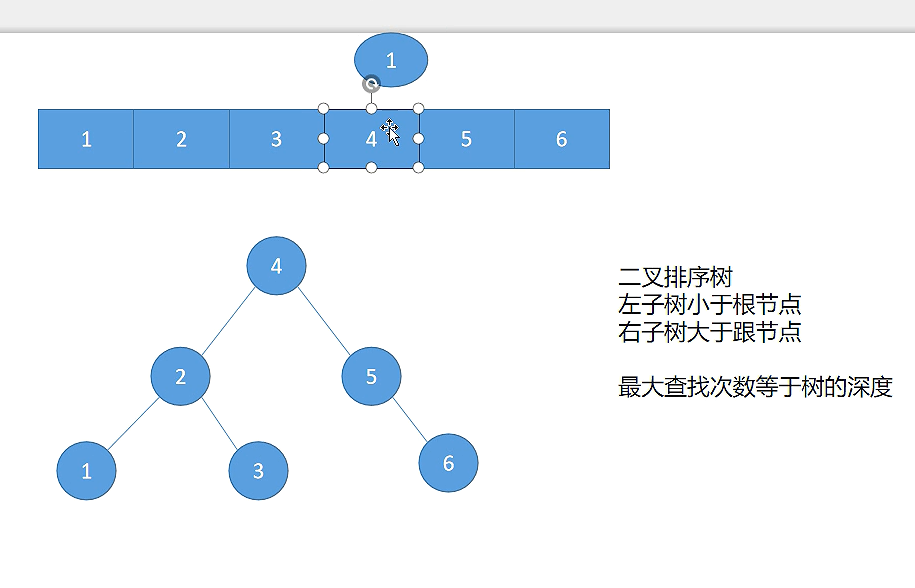 1
1 2 3 4 5 6
4
2 5
1 3 6
二叉排序树
左子树小于根节点
右子树大于跟节点
最大查找次数等于树的深度